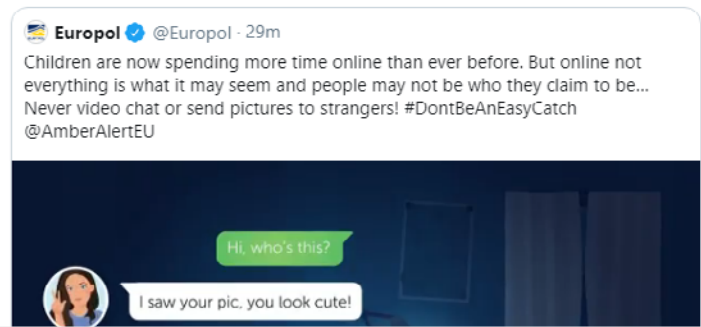 Europol @Europol · 29m
Children are now spending more time online than ever before. But online not
everything is what it may seem and people may not be who they claim to be...
Never video chat or send pictures to strangers! #DontBeAnEasyCatch
@AmberAlertEU
Hi, who's this?
I saw your pic, you look cute!